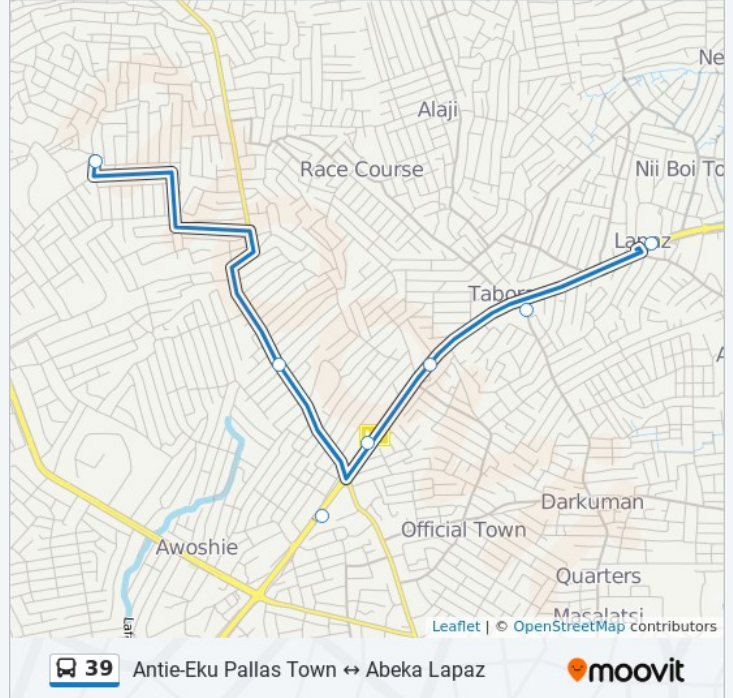 Ne
Alaji
Race Course
Nii Boi To
Lapaz
Tabora
A
Darkuman
Official Town
Awoshie
Quarters
Masalatsi
Lafi
Leaflet | © OpenStreetMap contributors
39 Antie-Eku Pallas Town ↔ Abeka Lapaz
moovit